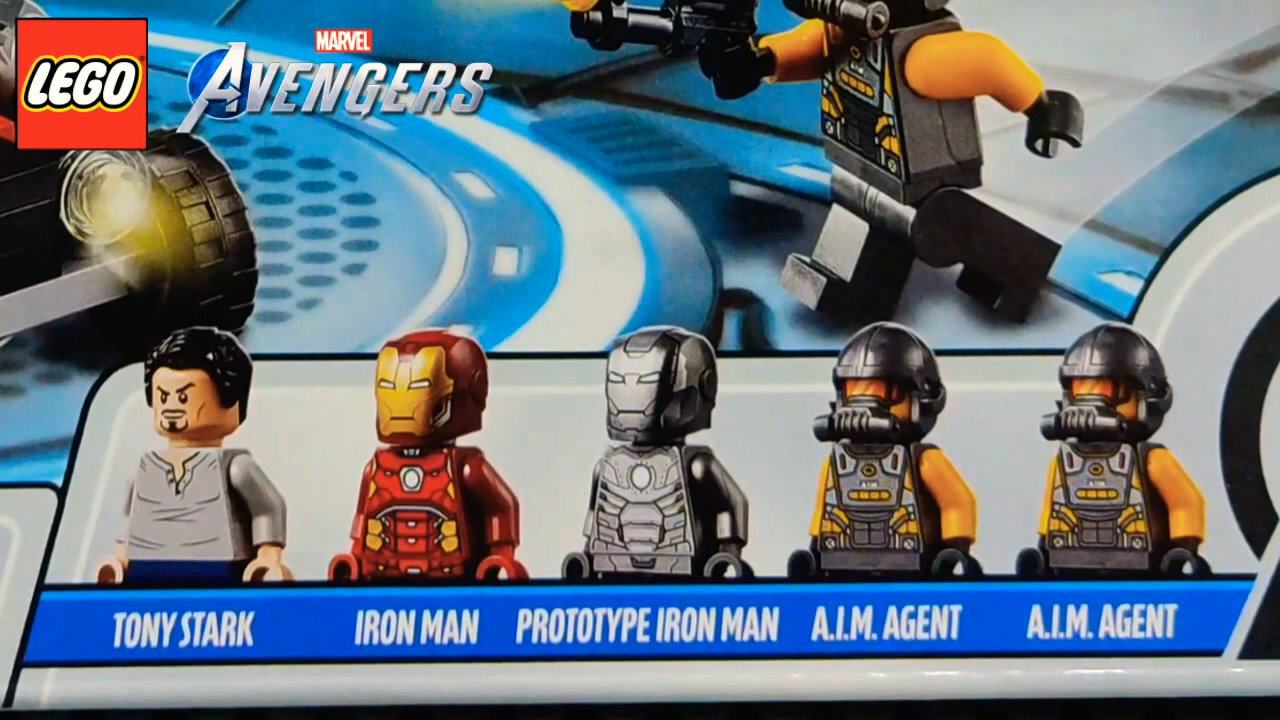 LEGO
MARVEL
AVENGERS
A.I.M.
A.I.M.
TONY STARK
IRON MAN
PROTOTYPE IRON MAN
A.I.M. AGENT
A.I.M. AGENT